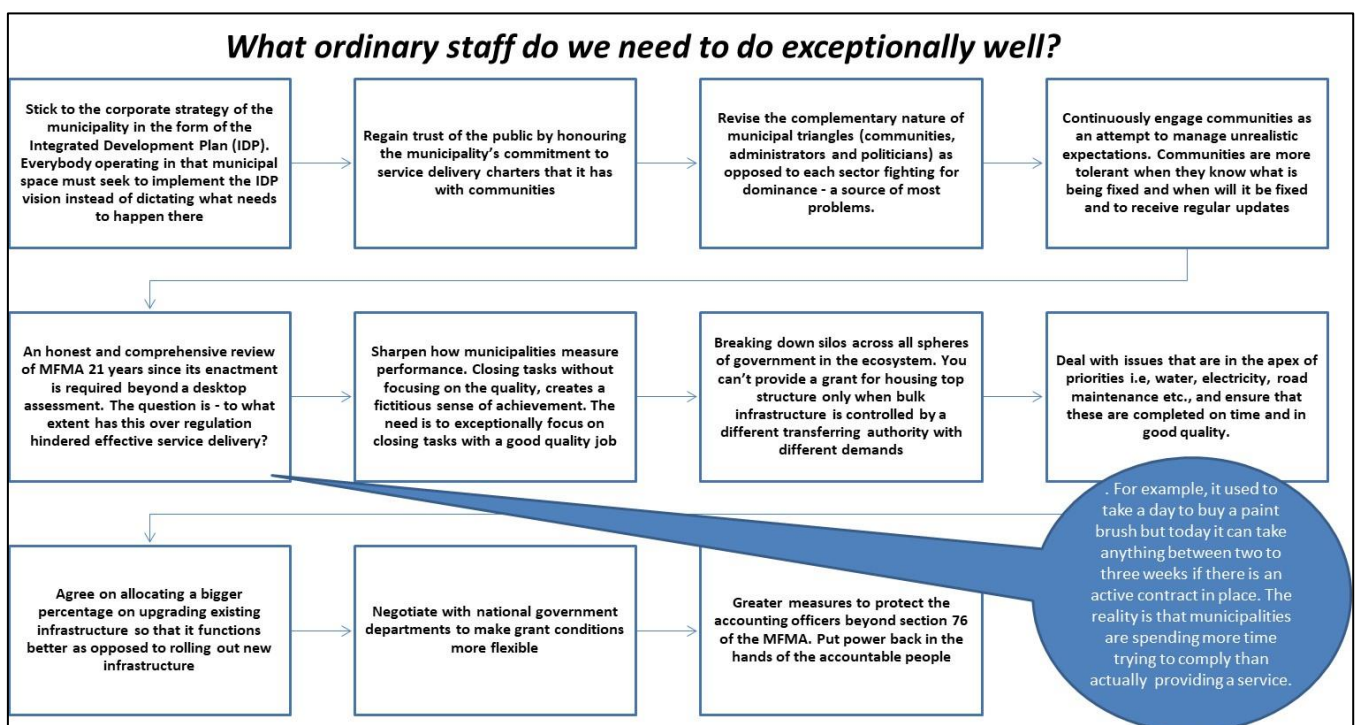 What ordinary staff do we need to do exceptionally well?
Stick to the corporate strategy of the
municipality in the form of the
Integrated Development Plan (IDP).
Everybody operating in that municipal
space must seek to implement the IDP
vision instead of dictating what needs
to happen there
Regain trust of the public by honouring
the municipality’s commitment to
service delivery charters that it has
with communities
Revise the complementary nature of
municipal triangles (communities,
administrators and politicians) as
opposed to each sector fighting for
dominance - a source of most
problems.
Continuously engage communities as
an attempt to manage unrealistic
expectations. Communities are more
tolerant when they know what is
being fixed and when will it be fixed
and to receive regular updates
An honest and comprehensive review
of MFMA 21 years since its enactment
is required beyond a desktop
assessment. The question is - to what
extent has this over regulation
hindered effective service delivery?
Sharpen how municipalities measure
performance. Closing tasks without
focusing on the quality, creates a
fictitious sense of achievement. The
need is to exceptionally focus on
closing tasks with a good quality job
Breaking down silos across all spheres
of government in the ecosystem. You
can’t provide a grant for housing top
structure only when bulk
infrastructure is controlled by a
different transferring authority with
different demands
Deal with issues that are in the apex of
priorities i.e, water, electricity, road
maintenance etc., and ensure that
these are completed on time and in
good quality.
. For example, it used to
take a day to buy a paint
brush but today it can take
anything between two to
three weeks if there is an
active contract in place. The
reality is that municipalities
are spending more time
trying to comply than
actually providing a service.
Agree on allocating a bigger
percentage on upgrading existing
infrastructure so that it functions
better as opposed to rolling out new
infrastructure
Negotiate with national government
departments to make grant conditions
more flexible
Greater measures to protect the
accounting officers beyond section 76
of the MFMA. Put power back in the
hands of the accountable people